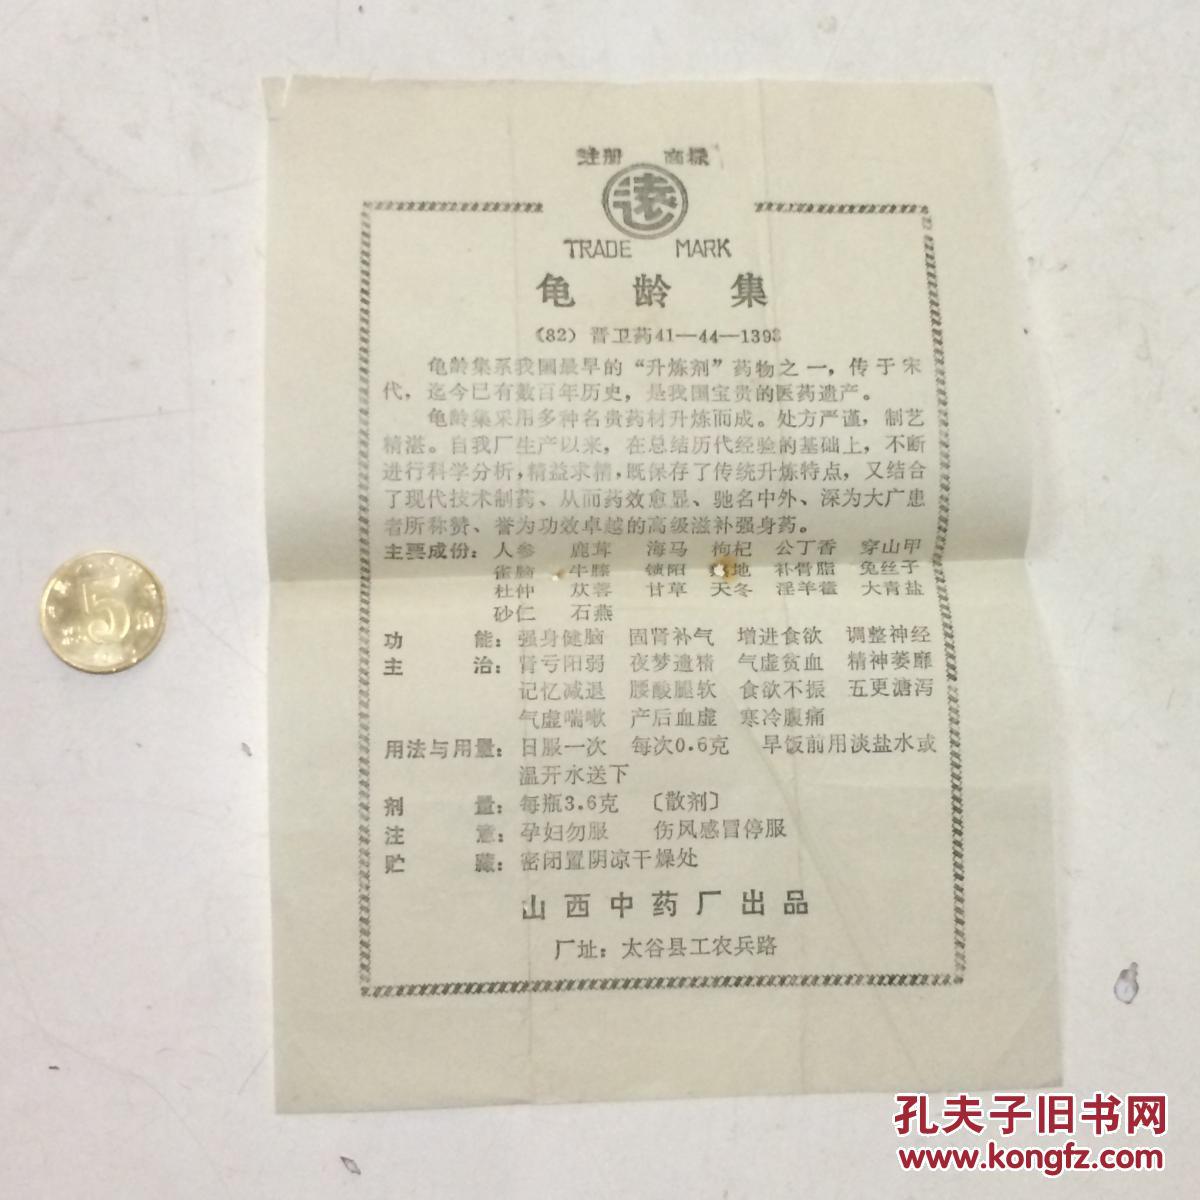 注册 商标
远
TRADE MARK
龟龄集
(82) 晋卫药41—44—1393
龟龄集系我国最早的“升炼剂”药物之一，传于宋
代，迄今已有数百年历史，是我国宝贵的医药遗产。
龟龄集采用多种名贵药材升炼而成。处方严谨，制艺
精湛。自我厂生产以来，在总结历代经验的基础上，不断
进行科学分析，精益求精，既保存了传统升炼特点，又结合
了现代技术制药、从而药效愈显、驰名中外、深为大广患
者所称赞、誉为功效卓越的高级滋补强身药。
主要成份：人参 鹿茸 海马 枸杞 公丁香 穿山甲
雀脑 牛膝 锁阳 地 补骨脂 兔丝子
杜仲 苁蓉 甘草 天冬 淫羊藿 大青盐
砂仁 石燕
功能：强身健脑 固肾补气 增进食欲 调整神经
主治：肾亏阳弱 夜梦遗精 气虚贫血 精神萎靡
记忆减退 腰酸腿软 食欲不振 五更溏泻
气虚喘嗽 产后血虚 寒冷腹痛
用法与用量：日服一次 每次0.6克 早饭前用淡盐水或
温开水送下
剂量：每瓶3.6克 〔散剂〕
注意：孕妇勿服 伤风感冒停服
贮藏：密闭置阴凉干燥处
山西中药厂出品
厂址：太谷县工农兵路
5
孔夫子旧书网
www.kongfz.com